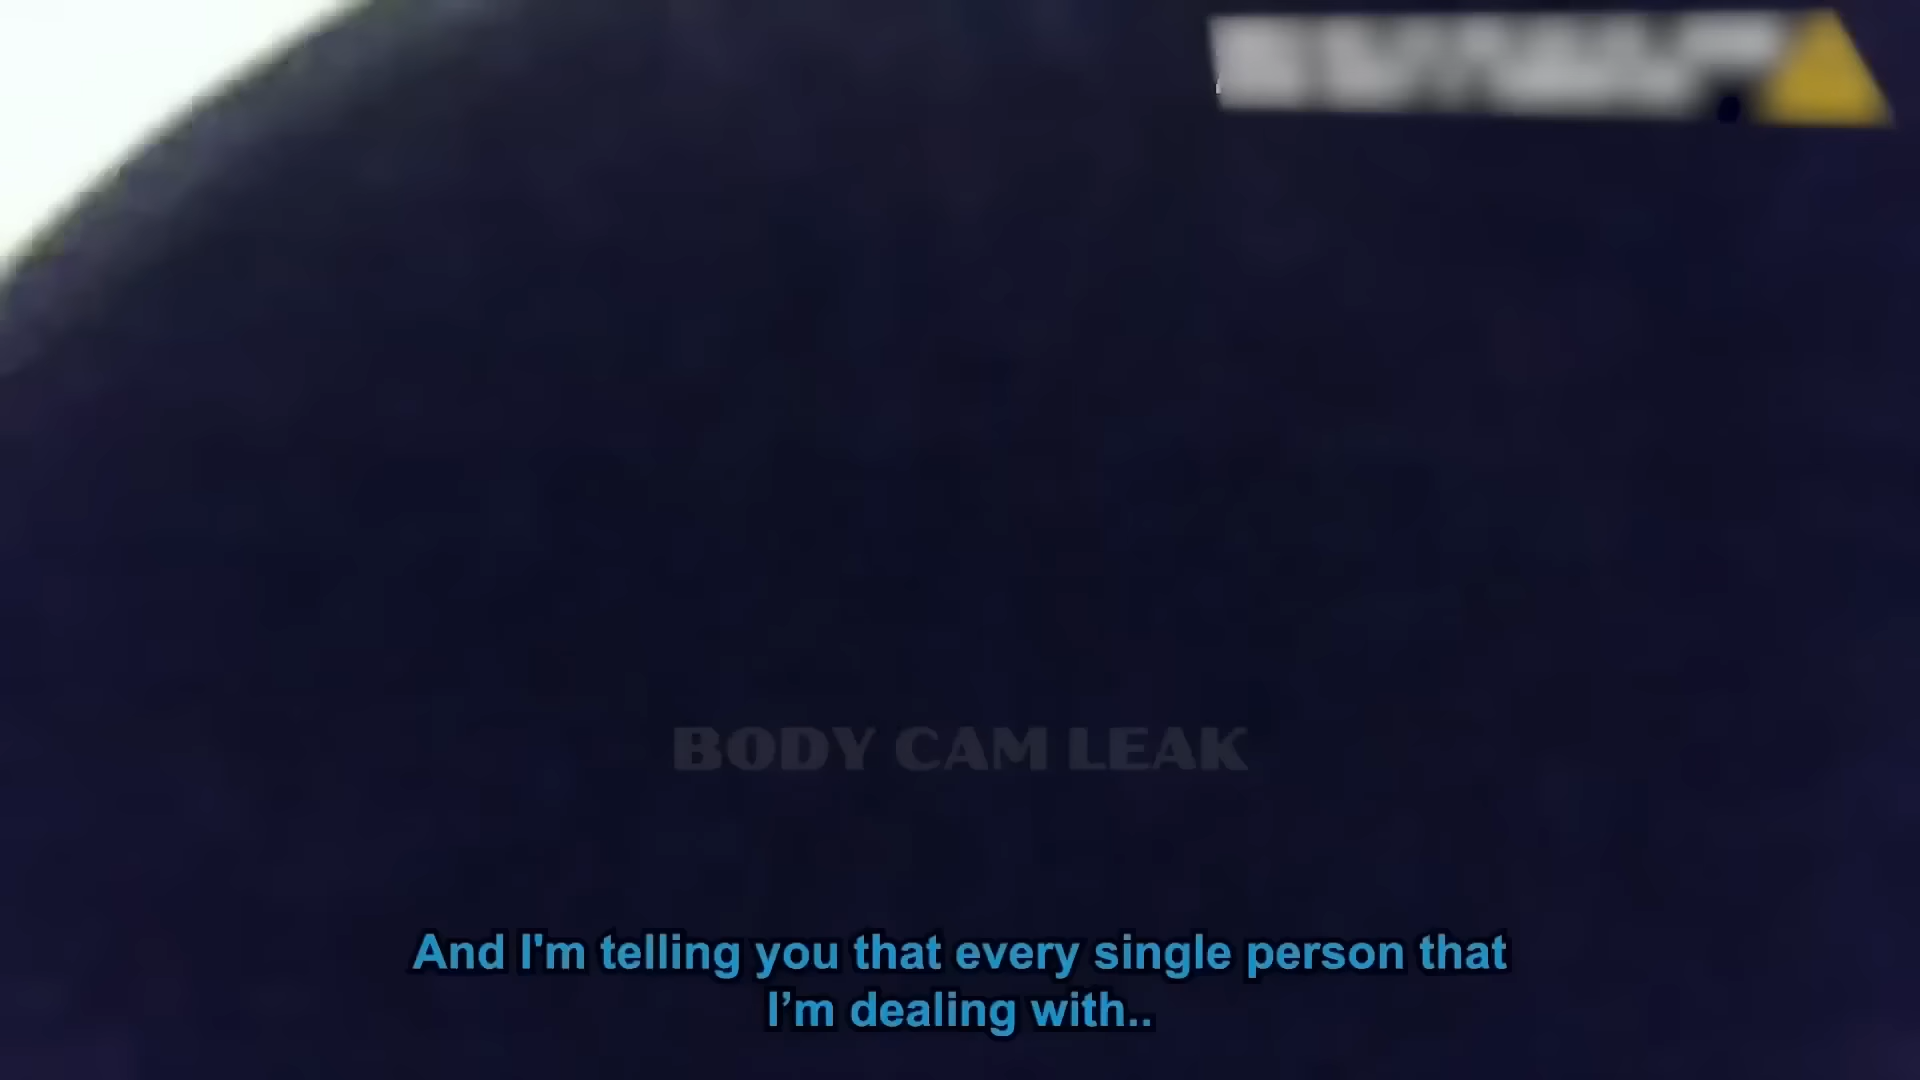 BODY CAM LEAK
And I'm telling you that every single person that
I’m dealing with..